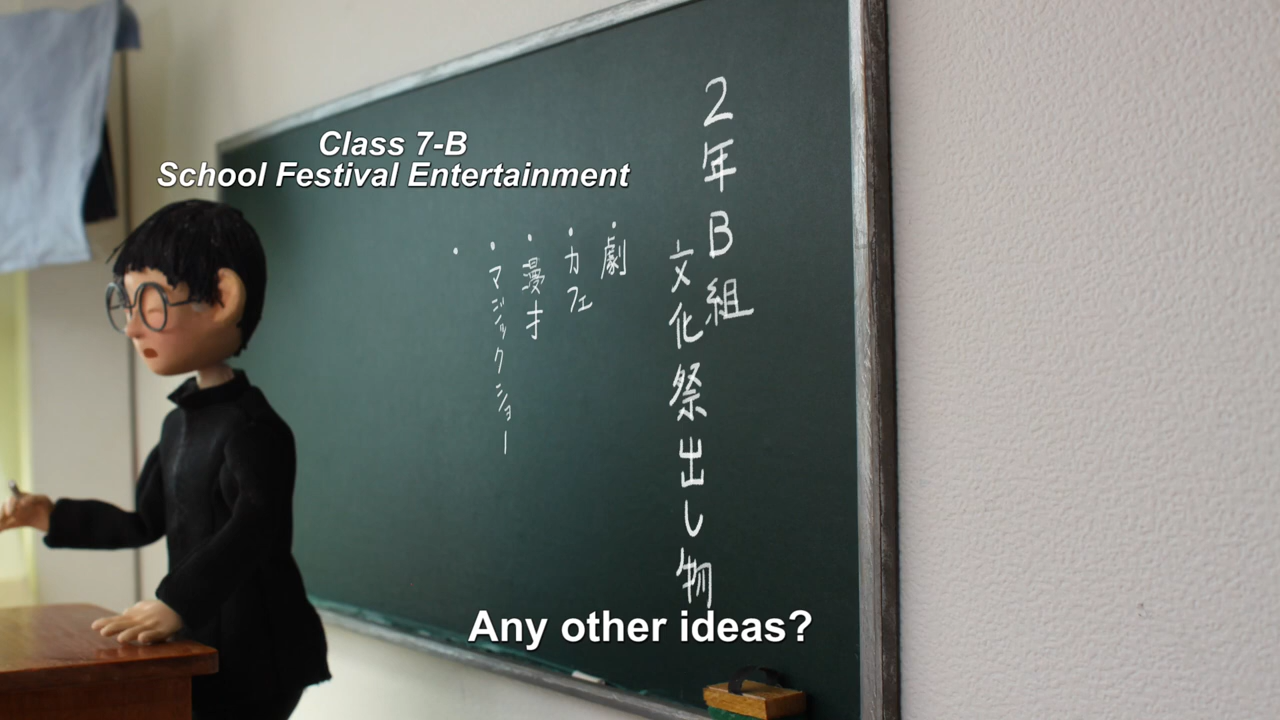 Class 7-B
School Festival Entertainment
2年B組
文化祭出し物
・劇
・カフェ
・漫才
・マジックショー
・
Any other ideas?